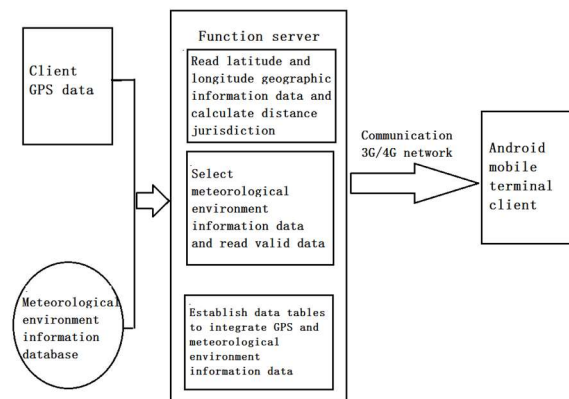 Client
GPS data
Meteorological
environment
information
database
Function server
Read latitude and
longitude geographic
information data and
calculate distance
jurisdiction
Select
meteorological
environment
information data
and read valid data
Establish data tables
to integrate GPS and
meteorological
environment
information data
Communication
3G/4G network
Android
mobile
terminal
client